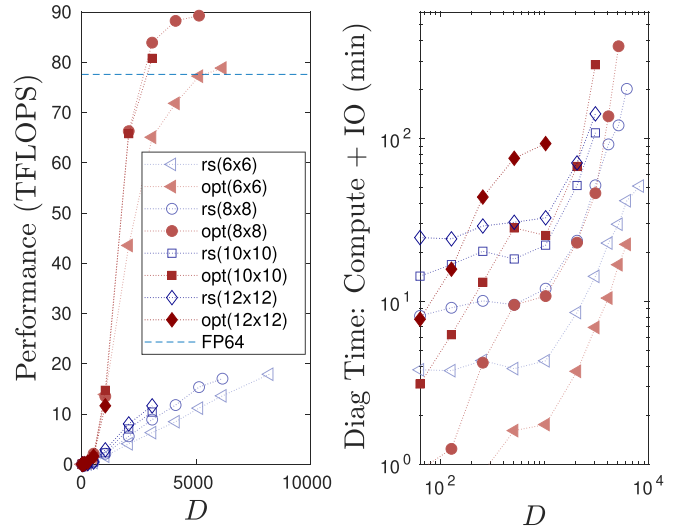 Performance (TFLOPS)
90
80
70
60
50
40
30
20
10
0
0
5000
10000
D
rs(6x6)
opt(6x6)
rs(8x8)
opt(8x8)
rs(10x10)
opt(10x10)
rs(12x12)
opt(12x12)
FP64
Diag Time: Compute + IO (min)
10^2
10^1
10^0
10^2
10^3
10^4
D